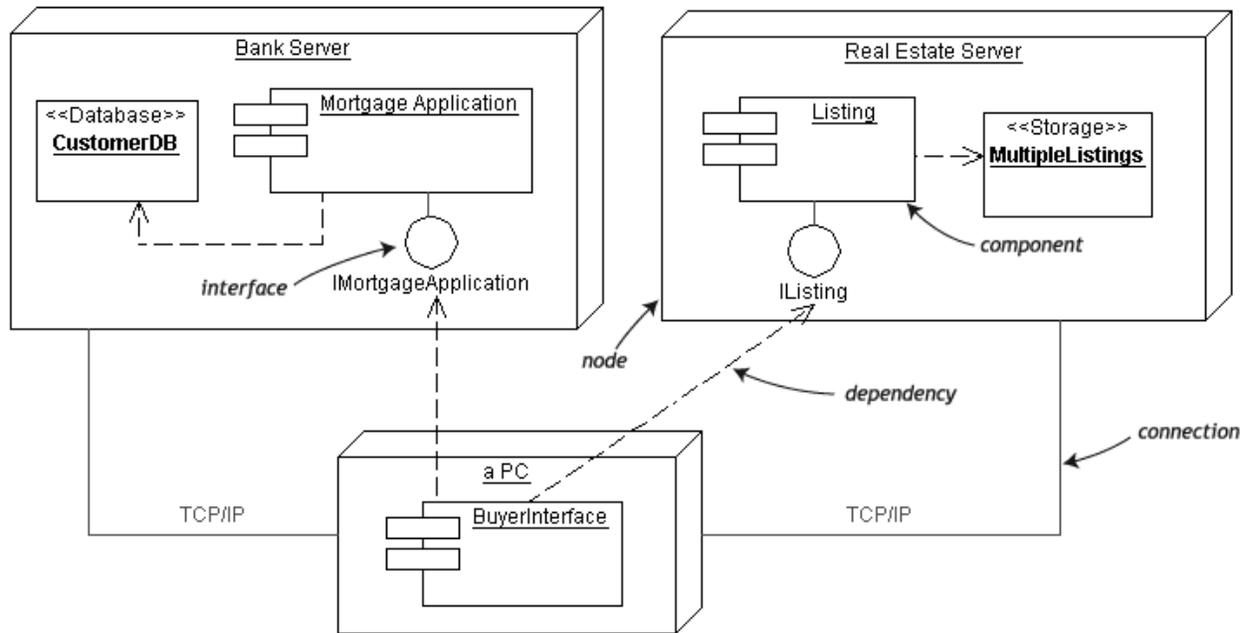 Bank Server
<<Database>>
CustomerDB
Mortgage Application
interface
IMortgageApplication
Real Estate Server
Listing
<<Storage>>
MultipleListings
component
IListing
node
dependency
connection
a PC
BuyerInterface
TCP/IP
TCP/IP